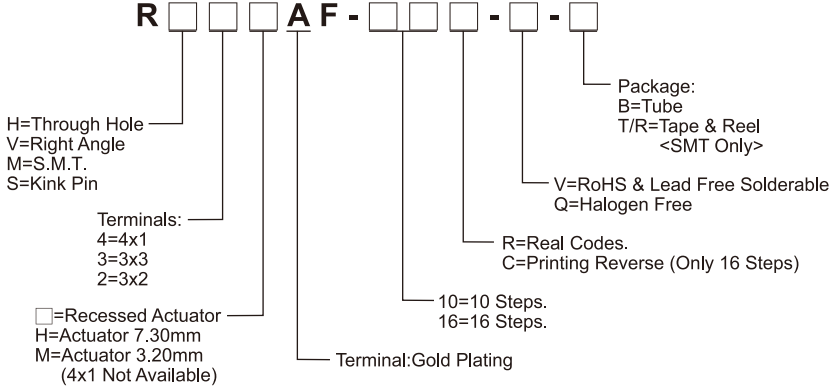 R□□□AF-□□□-□-□
Package:
B=Tube
T/R=Tape & Reel
<SMT Only>
H=Through Hole
V=Right Angle
M=S.M.T.
S=Kink Pin
V=RoHS & Lead Free Solderable
Q=Halogen Free
Terminals:
4=4x1
3=3x3
2=3x2
R=Real Codes.
C=Printing Reverse (Only 16 Steps)
10=10 Steps.
16=16 Steps.
□=Recessed Actuator
H=Actuator 7.30mm
M=Actuator 3.20mm
(4x1 Not Available)
Terminal:Gold Plating